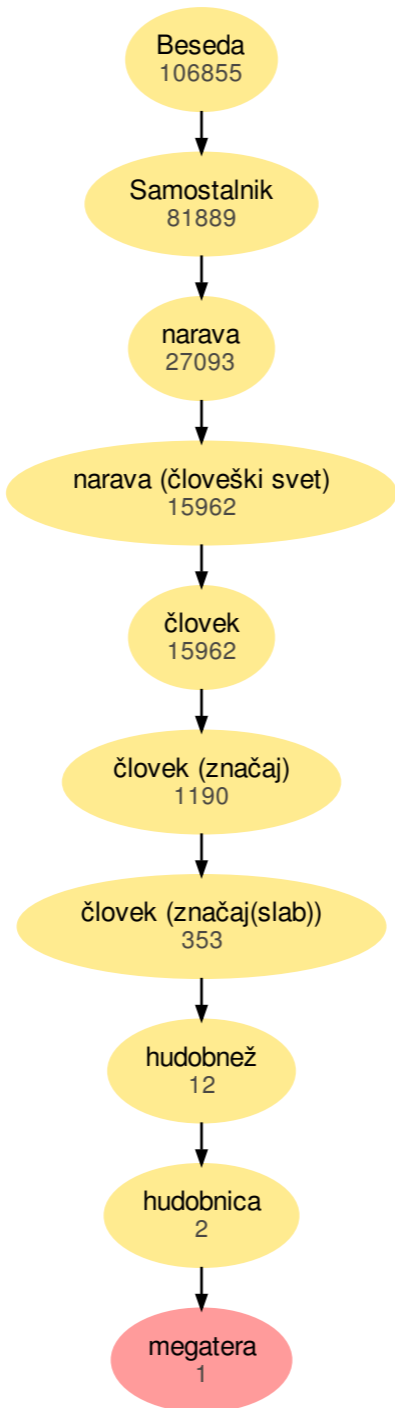 Beseda
106855
Samostalnik
81889
narava
27093
narava (človeški svet)
15962
človek
15962
človek (značaj)
1190
človek (značaj(slab))
353
hudobnež
12
hudobnica
2
megatera
1